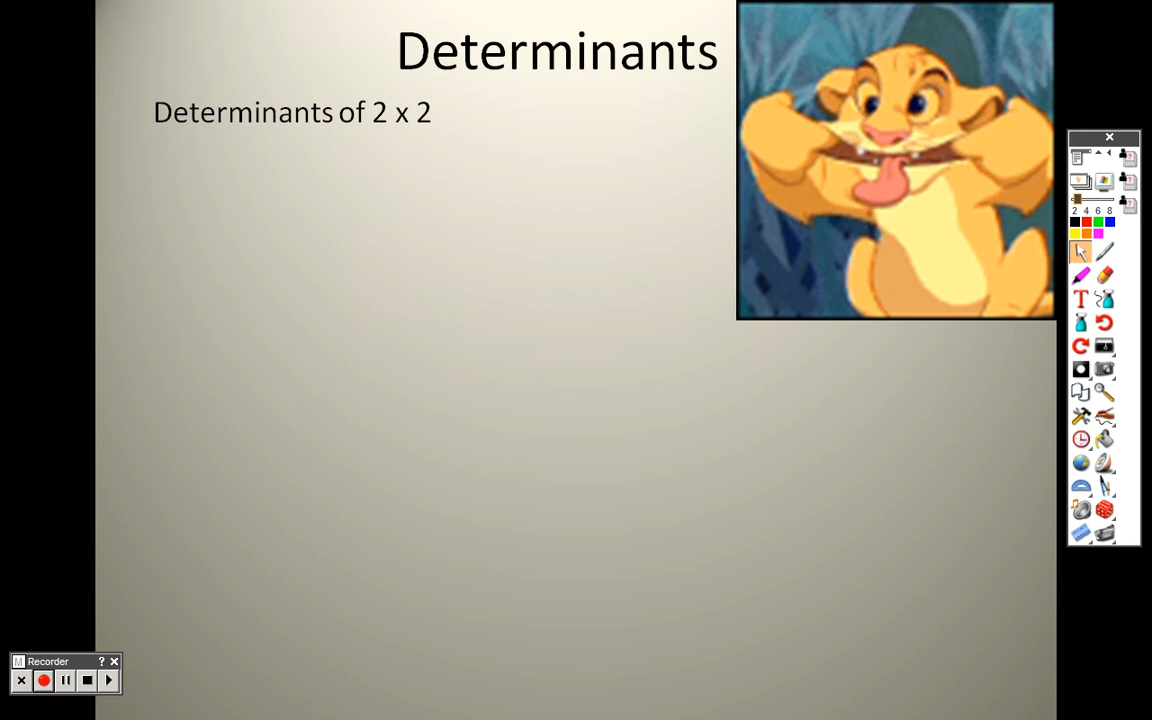 Determinants
Determinants of 2 x 2
2 4 6 8
T
M Recorder ?